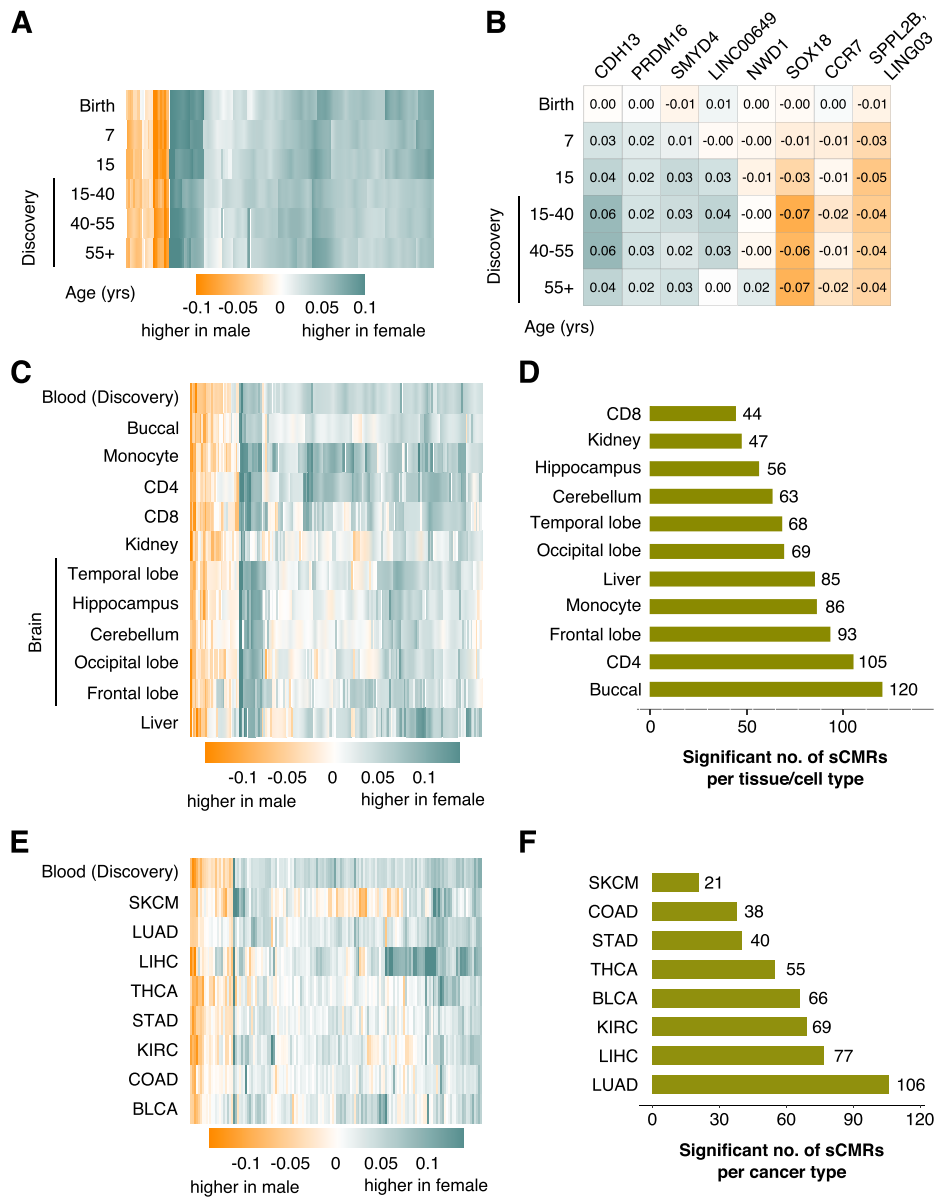 A
Birth
7
15
15-40
40-55
55+
Discovery
Age (yrs)
-0.1 -0.05 0 0.05 0.1
higher in male higher in female
B
CDH13 PRDM16 SMYD4 LINC00649 NWD1 SOX18 CCR7 SPPL2B, LING03
Birth 0.00 0.00 -0.01 0.01 0.00 -0.00 0.00 -0.01
7 0.03 0.02 0.01 -0.00 -0.00 -0.01 -0.01 -0.03
15 0.04 0.02 0.03 0.03 -0.01 -0.03 -0.01 -0.05
15-40 0.06 0.02 0.03 0.04 -0.00 -0.07 -0.02 -0.04
40-55 0.06 0.03 0.02 0.03 -0.00 -0.06 -0.01 -0.04
55+ 0.04 0.02 0.03 0.00 0.02 -0.07 -0.02 -0.04
Discovery
Age (yrs)
C
Blood (Discovery)
Buccal
Monocyte
CD4
CD8
Kidney
Temporal lobe
Hippocampus
Cerebellum
Occipital lobe
Frontal lobe
Liver
Brain
-0.1 -0.05 0 0.05 0.1
higher in male higher in female
D
CD8 44
Kidney 47
Hippocampus 56
Cerebellum 63
Temporal lobe 68
Occipital lobe 69
Liver 85
Monocyte 86
Frontal lobe 93
CD4 105
Buccal 120
0 50 100
Significant no. of sCMRs
per tissue/cell type
E
Blood (Discovery)
SKCM
LUAD
LIHC
THCA
STAD
KIRC
COAD
BLCA
-0.1 -0.05 0 0.05 0.1
higher in male higher in female
F
SKCM 21
COAD 38
STAD 40
THCA 55
BLCA 66
KIRC 69
LIHC 77
LUAD 106
0 30 60 90 120
Significant no. of sCMRs
per cancer type